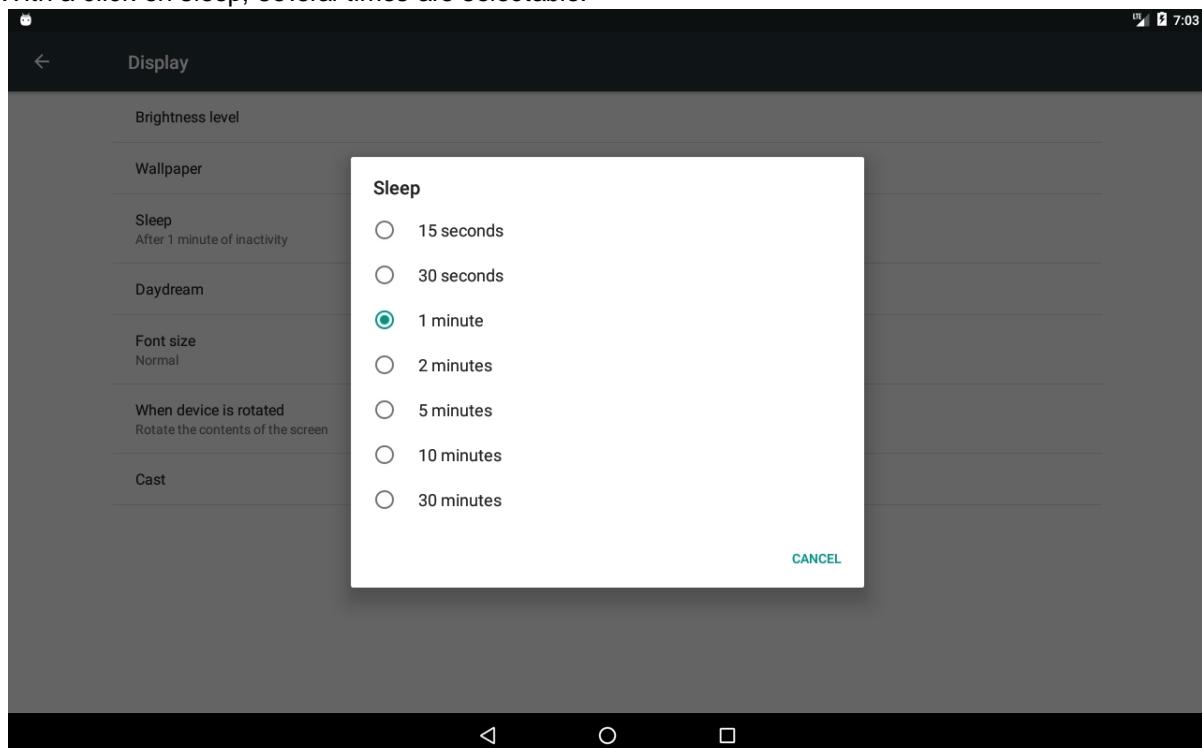 7:03
Display
Brightness level
Wallpaper
Sleep
After 1 minute of inactivity
Daydream
Font size
Normal
When device is rotated
Rotate the contents of the screen
Cast
Sleep
15 seconds
30 seconds
1 minute
2 minutes
5 minutes
10 minutes
30 minutes
CANCEL